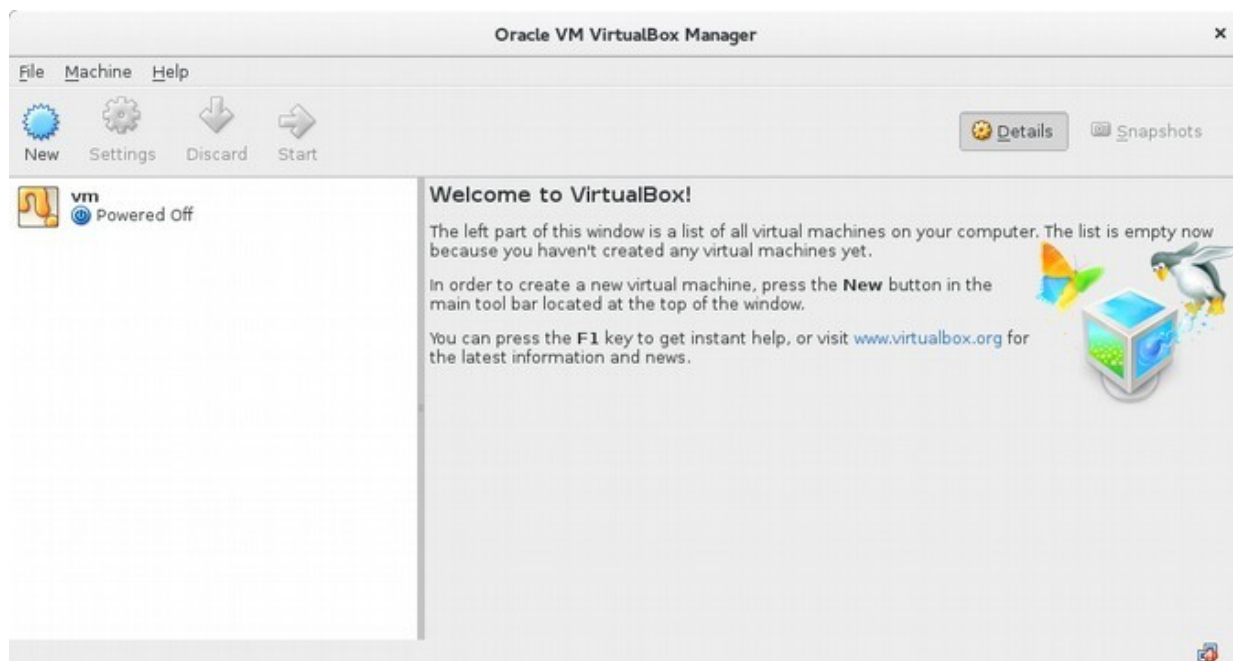 Oracle VM VirtualBox Manager
×
File Machine Help
New Settings Discard Start
Details Snapshots
vm
Powered Off
Welcome to VirtualBox!
The left part of this window is a list of all virtual machines on your computer. The list is empty now
because you haven't created any virtual machines yet.
In order to create a new virtual machine, press the New button in the
main tool bar located at the top of the window.
You can press the F1 key to get instant help, or visit www.virtualbox.org for
the latest information and news.